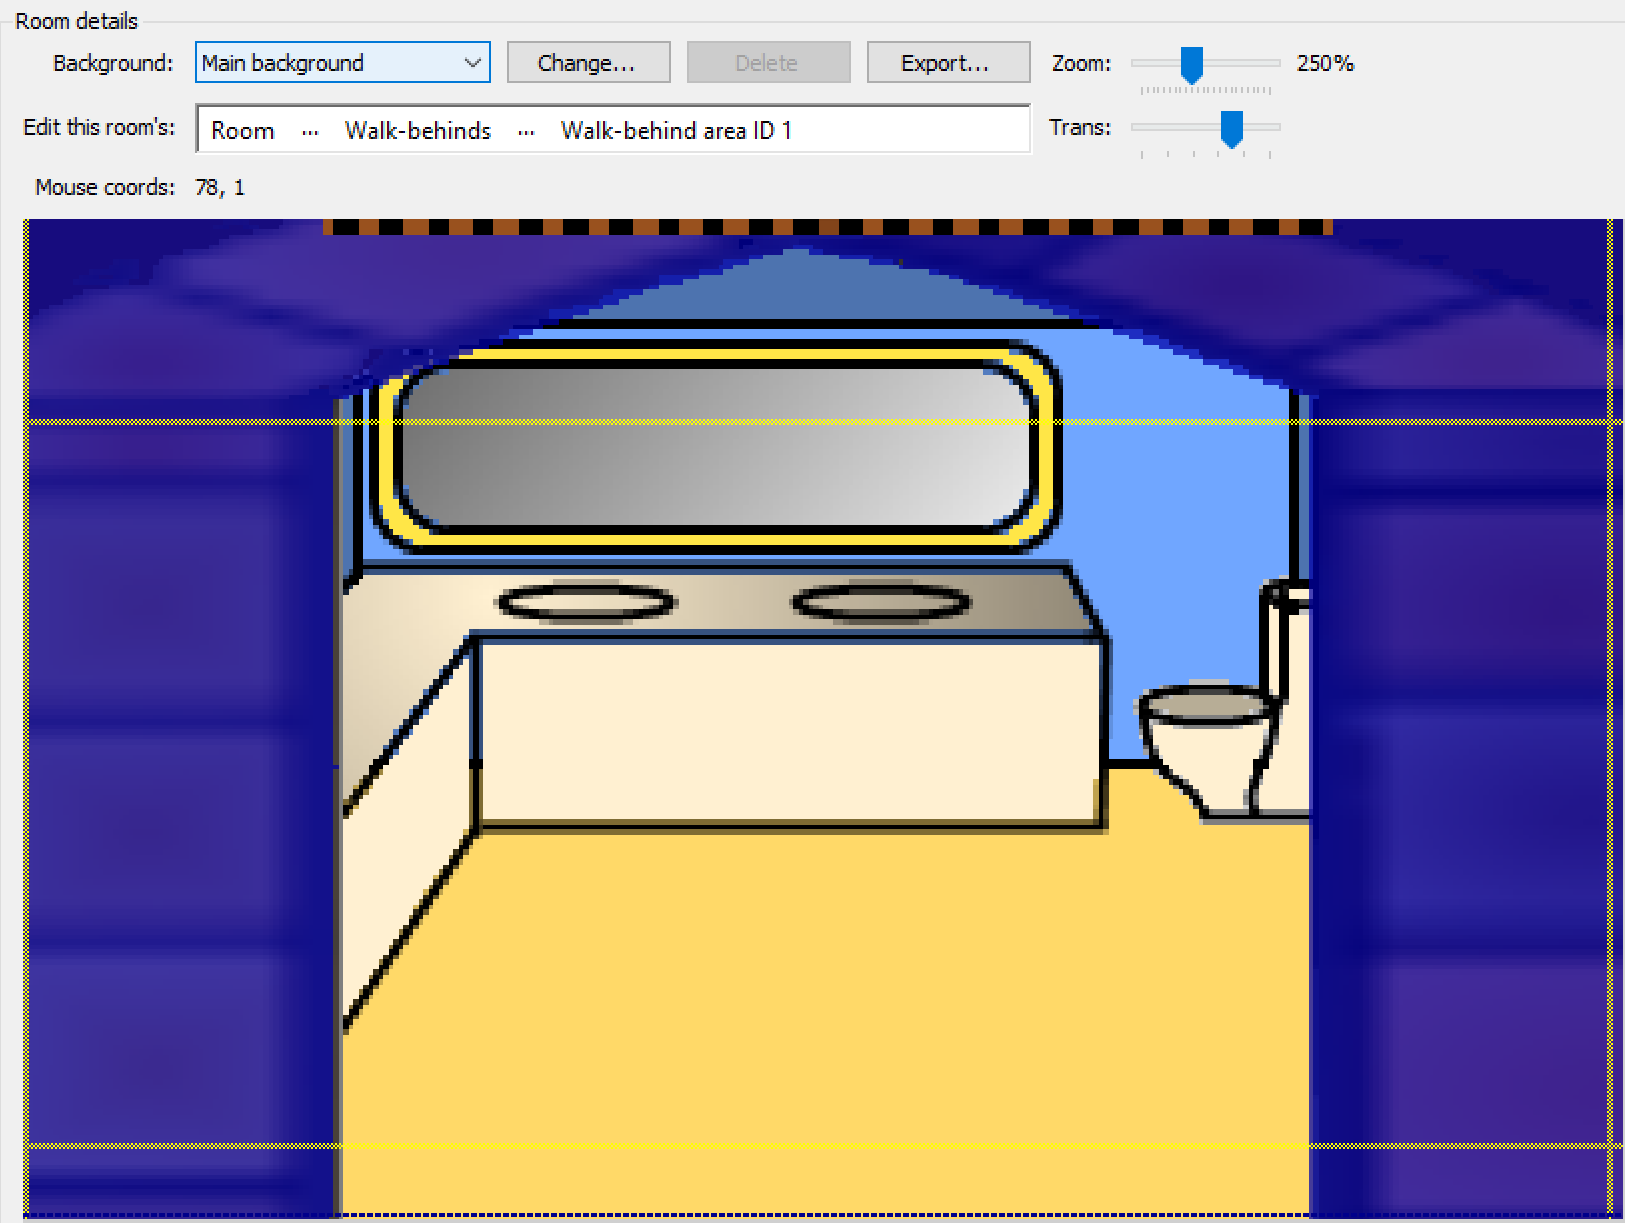 Room details
Background: Main background Change... Delete Export... Zoom: 250%
Edit this room's: Room ... Walk-behinds ... Walk-behind area ID 1 Trans:
Mouse coords: 78, 1